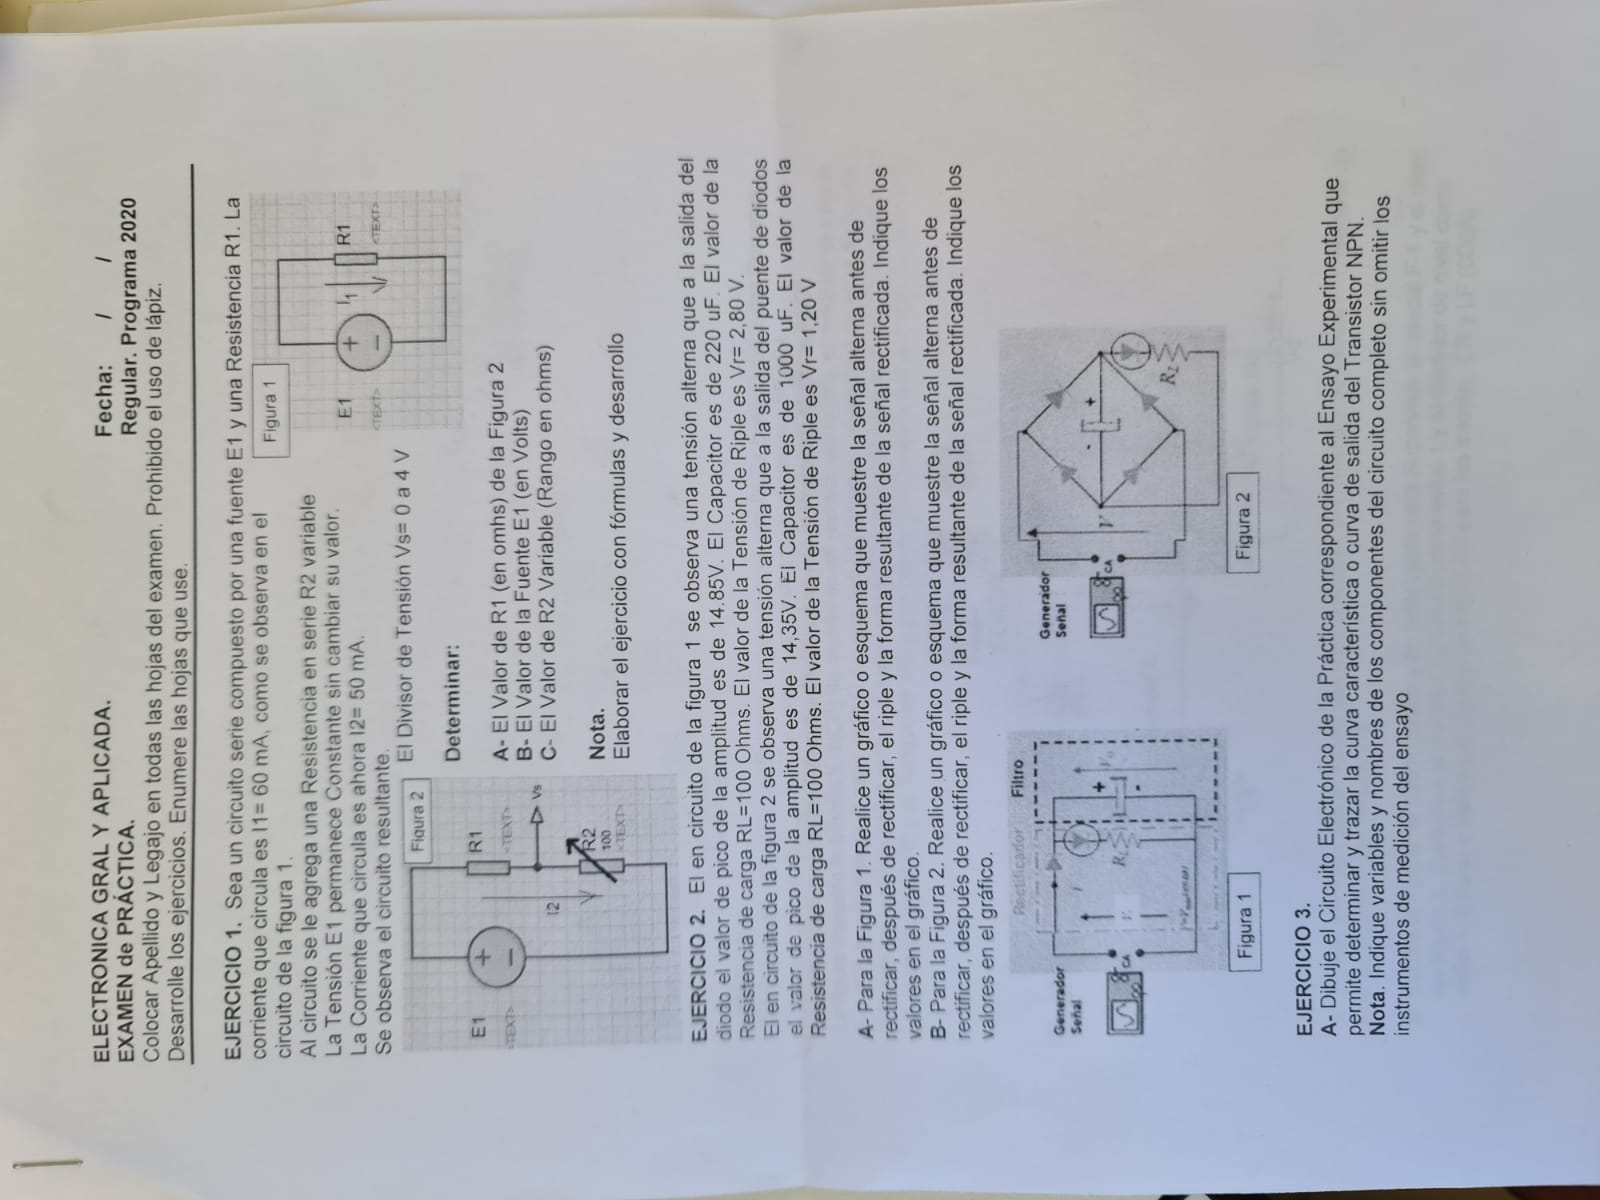 ELECTRONICA GRAL Y APLICADA.
Fecha: / /
EXAMEN de PRÁCTICA.
Regular. Programa 2020
Colocar Apellido y Legajo en todas las hojas del examen. Prohibido el uso de lápiz.
Desarrolle los ejercicios. Enumere las hojas que use.
EJERCICIO 1. Sea un circuito serie compuesto por una fuente E1 y una Resistencia R1. La
corriente que circula es I1= 60 mA, como se observa en el
circuito de la figura 1.
Al circuito se le agrega una Resistencia en serie R2 variable
La Tensión E1 permanece Constante sin cambiar su valor.
La Corriente que circula es ahora I2= 50 mA.
Se observa el circuito resultante.
Figura 1
E1
<TEXT>
I1
R1
<TEXT>
El Divisor de Tensión Vs= 0 a 4 V
Figura 2
E1
<TEXT>
R1
<TEXT>
Vs
I2
R2
100
<TEXT>
Determinar:
A- El Valor de R1 (en omhs) de la Figura 2
B- El Valor de la Fuente E1 (en Volts)
C- El Valor de R2 Variable (Rango en ohms)
Nota.
Elaborar el ejercicio con fórmulas y desarrollo
EJERCICIO 2. El en circuito de la figura 1 se observa una tensión alterna que a la salida del
diodo el valor de pico de la amplitud es de 14.85V. El Capacitor es de 220 uF. El valor de la
Resistencia de carga RL=100 Ohms. El valor de la Tensión de Riple es Vr= 2,80 V.
El en circuito de la figura 2 se observa una tensión alterna que a la salida del puente de diodos
el valor de pico de la amplitud es de 14,35V. El Capacitor es de 1000 uF. El valor de la
Resistencia de carga RL=100 Ohms. El valor de la Tensión de Riple es Vr= 1,20 V
A- Para la Figura 1. Realice un gráfico o esquema que muestre la señal alterna antes de
rectificar, después de rectificar, el riple y la forma resultante de la señal rectificada. Indique los
valores en el gráfico.
B- Para la Figura 2. Realice un gráfico o esquema que muestre la señal alterna antes de
rectificar, después de rectificar, el riple y la forma resultante de la señal rectificada. Indique los
valores en el gráfico.
Rectificador
Filtro
Generador
Señal
CA
i
RL
+
-
Figura 1
Generador
Señal
CA
V
-
+
RL
Figura 2
EJERCICIO 3.
A- Dibuje el Circuito Electrónico de la Práctica correspondiente al Ensayo Experimental que
permite determinar y trazar la curva característica o curva de salida del Transistor NPN.
Nota. Indique variables y nombres de los componentes del circuito completo sin omitir los
instrumentos de medición del ensayo